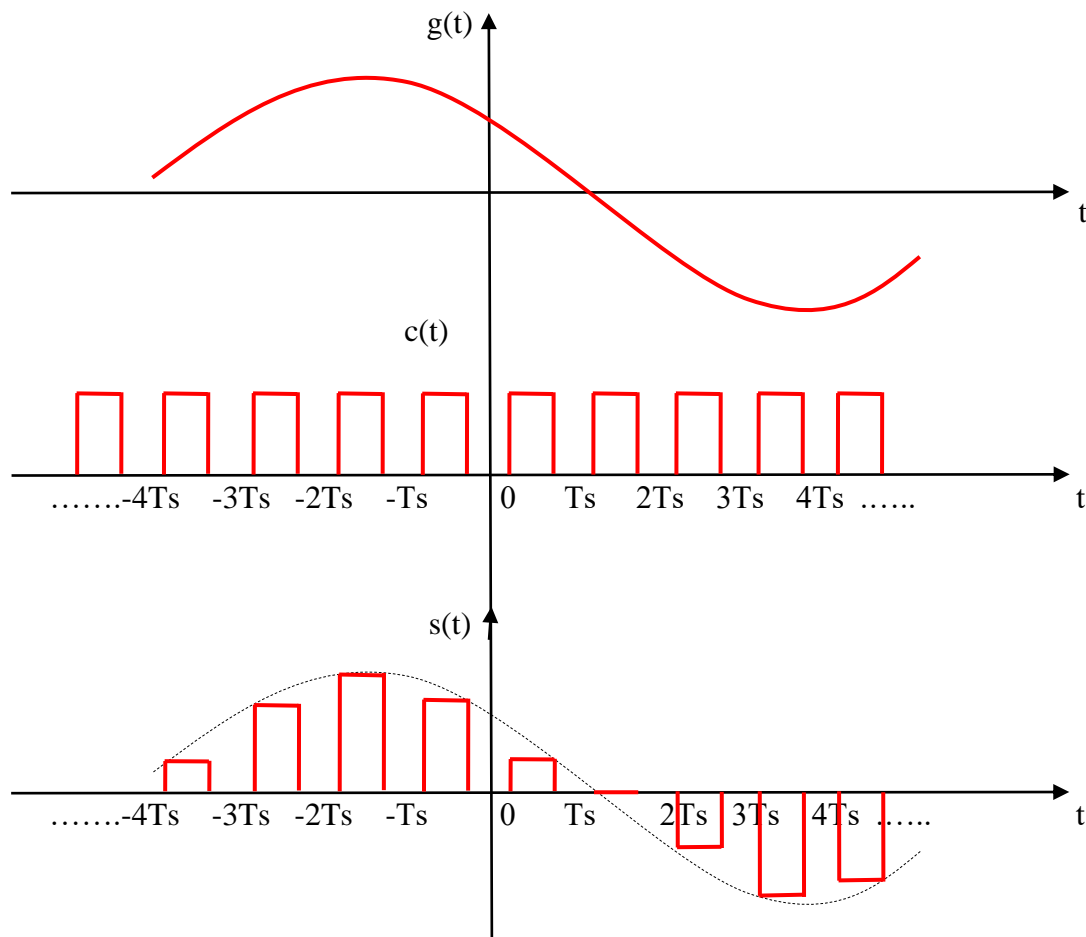 g(t)
t
c(t)
…….-4Ts -3Ts -2Ts -Ts 0 Ts 2Ts 3Ts 4Ts …...
t
s(t)
…….-4Ts -3Ts -2Ts -Ts 0 Ts 2Ts 3Ts 4Ts …...
t